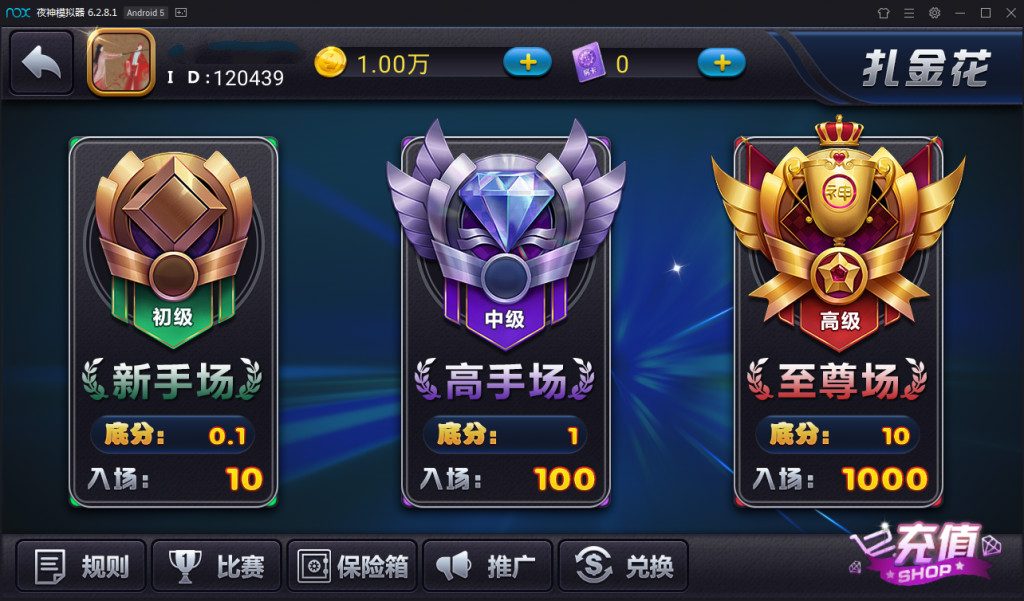 nox 夜神模拟器 6.2.8.1 Android 5
I D:120439
1.00万
0
扎金花
神
初级
中级
高级
新手场
高手场
至尊场
底分: 0.1
底分: 1
底分: 10
入场: 10
入场: 100
入场: 1000
规则
1
比赛
保险箱
推广
S
兑换
充值
SHOP